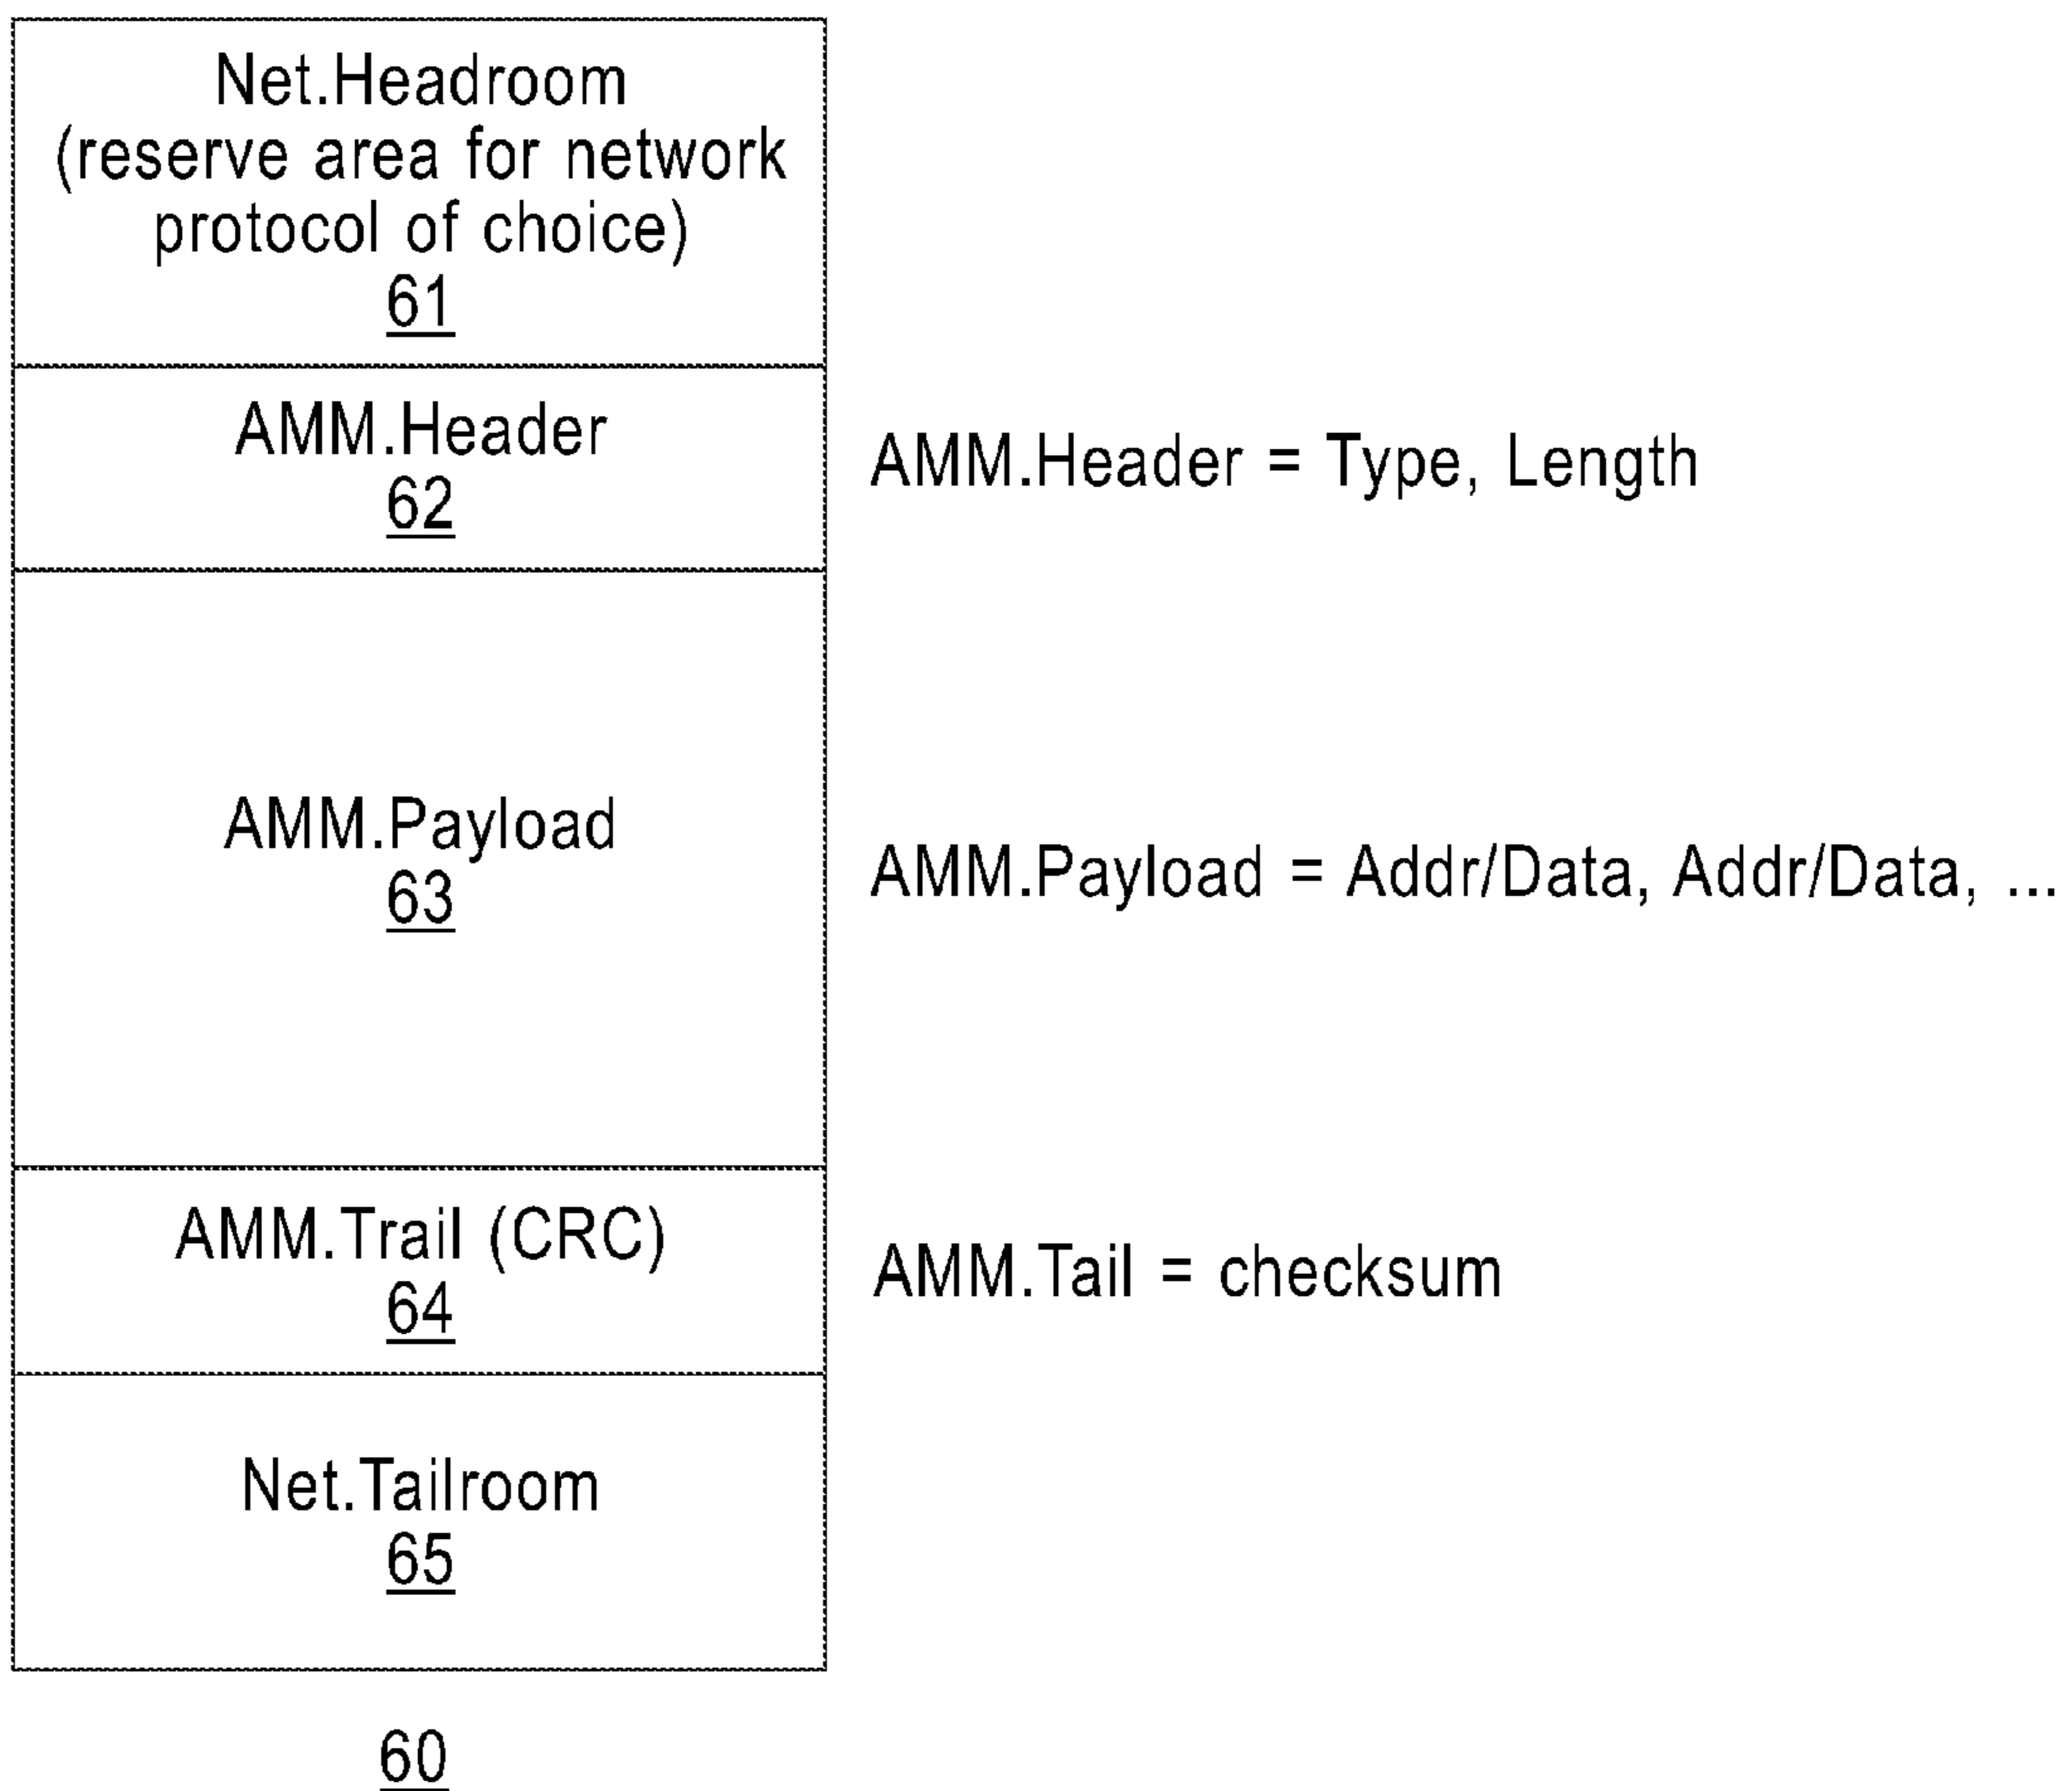 Net.Headroom
(reserve area for network
protocol of choice)
61
AMM.Header
62
AMM.Header = Type, Length
AMM.Payload
63
AMM.Payload = Addr/Data, Addr/Data, ...
AMM.Trail (CRC)
64
AMM.Tail = checksum
Net.Tailroom
65
60